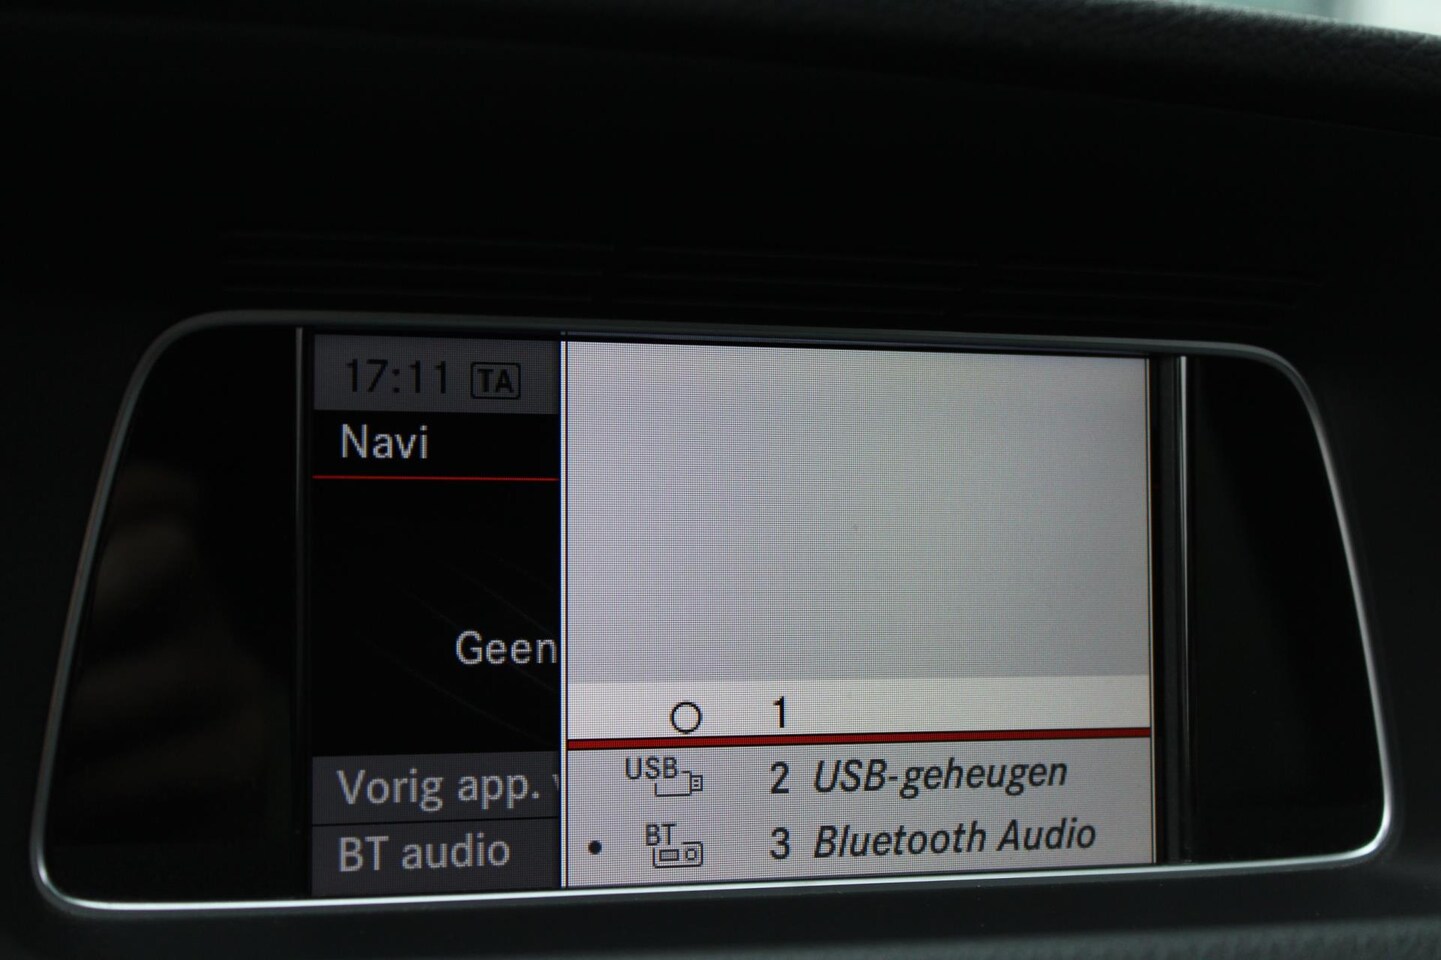 17:11 TA
Navi
Geen
1
USB 2 USB-geheugen
Vorig app.
BT 3 Bluetooth Audio
BT audio